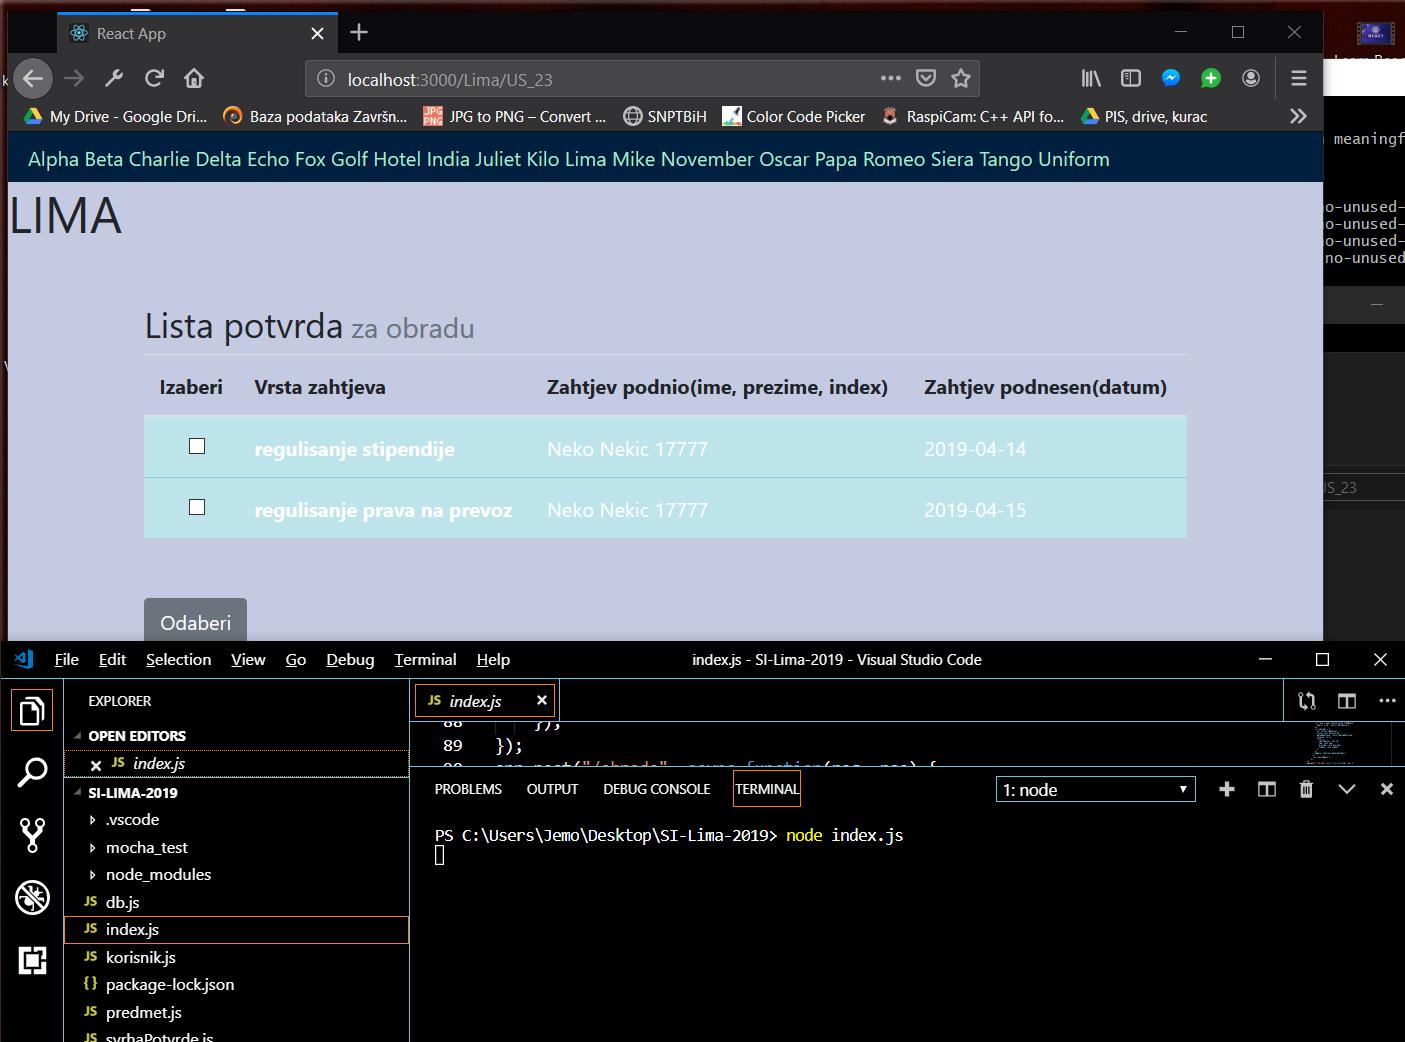 React App
localhost:3000/Lima/US_23
My Drive - Google Dri... Baza podataka Završn... JPG to PNG – Convert ... SNPTBiH Color Code Picker RaspiCam: C++ API fo... PIS, drive, kurac
Alpha Beta Charlie Delta Echo Fox Golf Hotel India Juliet Kilo Lima Mike November Oscar Papa Romeo Siera Tango Uniform
LIMA
Lista potvrda za obradu
Izaberi Vrsta zahtjeva Zahtjev podnio(ime, prezime, index) Zahtjev podnesen(datum)
regulisanje stipendije Neko Nekic 17777 2019-04-14
regulisanje prava na prevoz Neko Nekic 17777 2019-04-15
Odaberi
meaningf
no-unused-
no-unused-
no-unused-
no-unused
US_23
File Edit Selection View Go Debug Terminal Help index.js - SI-Lima-2019 - Visual Studio Code
EXPLORER
JS index.js
OPEN EDITORS
JS index.js
SI-LIMA-2019
.vscode
mocha_test
node_modules
JS db.js
JS index.js
JS korisnik.js
{} package-lock.json
JS predmet.js
JS svrhaPotvrde.js
88 });
89 });
PROBLEMS OUTPUT DEBUG CONSOLE TERMINAL 1: node
PS C:\Users\Jemo\Desktop\SI-Lima-2019> node index.js